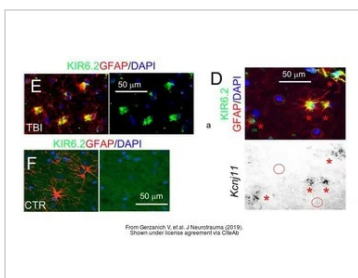 KIR6.2GFAP/DAPI
E
50 µm
TBI
KIR6.2GFAP/DAPI
F
50 µm
CTR
D
50 µm
KIR6.2
GFAP/DAPI
*
*
a
Kcnj11
*
* *
*
From Gerzanich V, et al. J Neurotrauma (2019).
Shown under license agreement via CiteAb